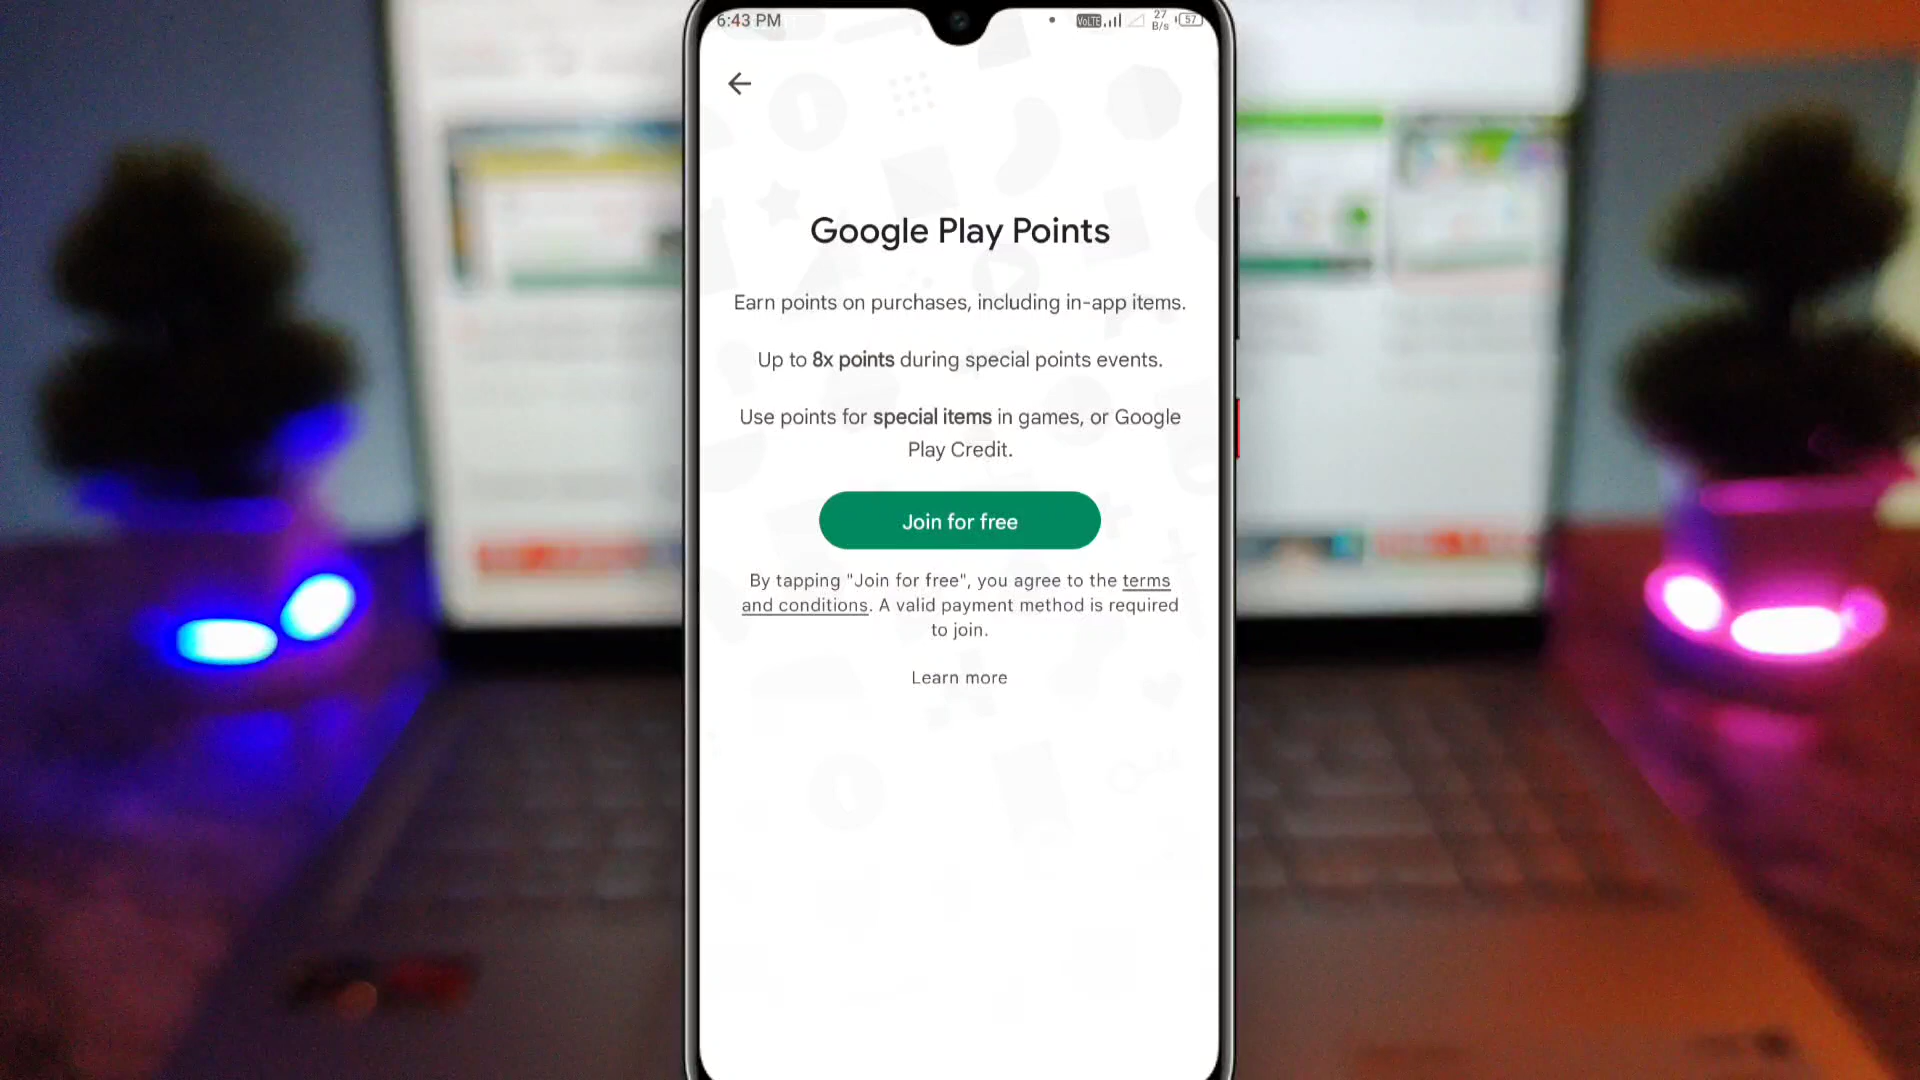 6:43 PM
VoLTE
27
B/s
57
Google Play Points
Earn points on purchases, including in-app items.
Up to 8x points during special points events.
Use points for special items in games, or Google
Play Credit.
Join for free
By tapping "Join for free", you agree to the terms
and conditions. A valid payment method is required
to join.
Learn more